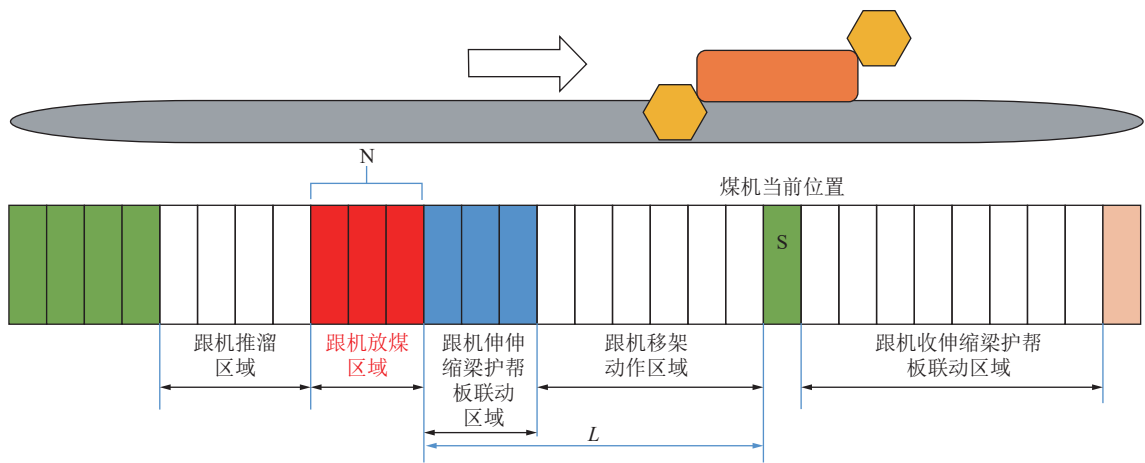 N
煤机当前位置
S
跟机推溜
区域
跟机放煤
区域
跟机伸伸
缩梁护帮
板联动
区域
跟机移架
动作区域
跟机收伸缩梁护帮
板联动区域
L